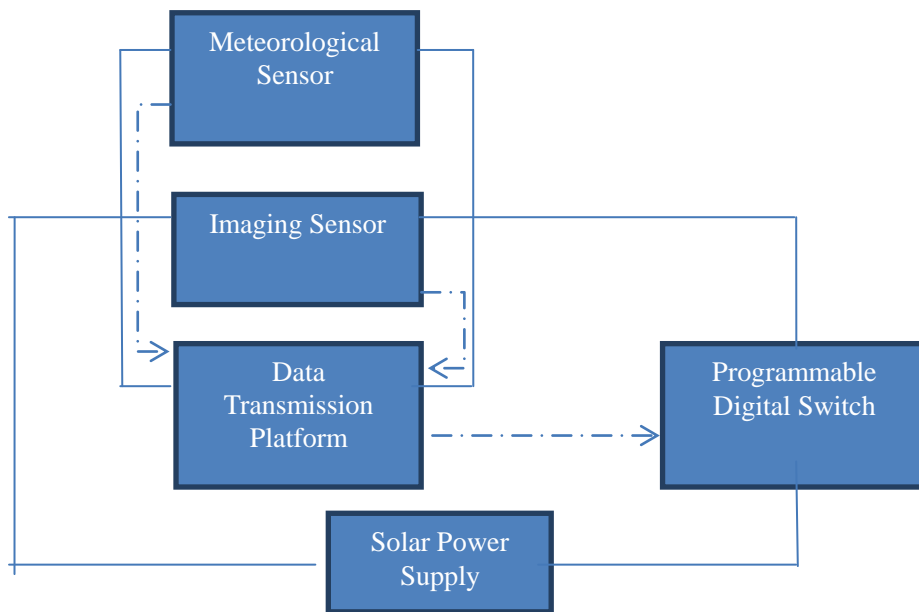 Meteorological
Sensor
Imaging Sensor
Data
Transmission
Platform
Programmable
Digital Switch
Solar Power
Supply